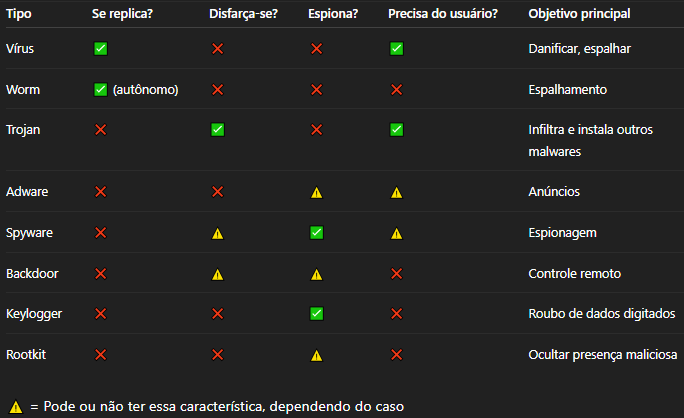 Tipo Se replica? Disfarça-se? Espiona? Precisa do usuário? Objetivo principal
Vírus ✅ ❌ ❌ ✅ Danificar, espalhar
Worm ✅ (autônomo) ❌ ❌ ❌ Espalhamento
Trojan ❌ ✅ ❌ ✅ Infiltra e instala outros
malwares
Adware ❌ ❌ ⚠️ ⚠️ Anúncios
Spyware ❌ ⚠️ ✅ ⚠️ Espionagem
Backdoor ❌ ⚠️ ⚠️ ❌ Controle remoto
Keylogger ❌ ❌ ✅ ❌ Roubo de dados digitados
Rootkit ❌ ❌ ⚠️ ❌ Ocultar presença maliciosa
⚠️ = Pode ou não ter essa característica, dependendo do caso